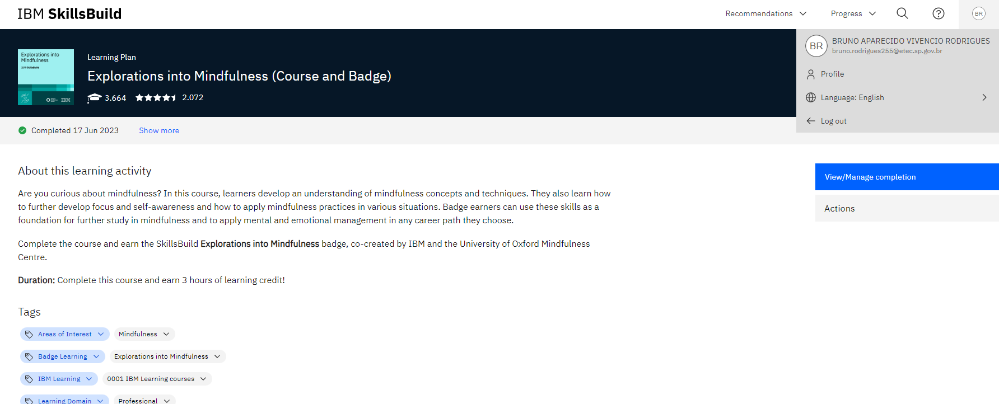 IBM SkillsBuild
Recommendations
Progress
BR
BR
BRUNO APARECIDO VIVENCIO RODRIGUES
bruno.rodrigues255@etec.sp.gov.br
Profile
Language: English
Log out
Explorations into
Mindfulness
IBM SkillsBuild
IBM
Learning Plan
Explorations into Mindfulness (Course and Badge)
3.664
2.072
Completed 17 Jun 2023
Show more
About this learning activity
Are you curious about mindfulness? In this course, learners develop an understanding of mindfulness concepts and techniques. They also learn how
to further develop focus and self-awareness and how to apply mindfulness practices in various situations. Badge earners can use these skills as a
foundation for further study in mindfulness and to apply mental and emotional management in any career path they choose.
Complete the course and earn the SkillsBuild Explorations into Mindfulness badge, co-created by IBM and the University of Oxford Mindfulness
Centre.
Duration: Complete this course and earn 3 hours of learning credit!
View/Manage completion
Actions
Tags
Areas of Interest
Mindfulness
Badge Learning
Explorations into Mindfulness
IBM Learning
0001 IBM Learning courses
Learning Domain
Professional